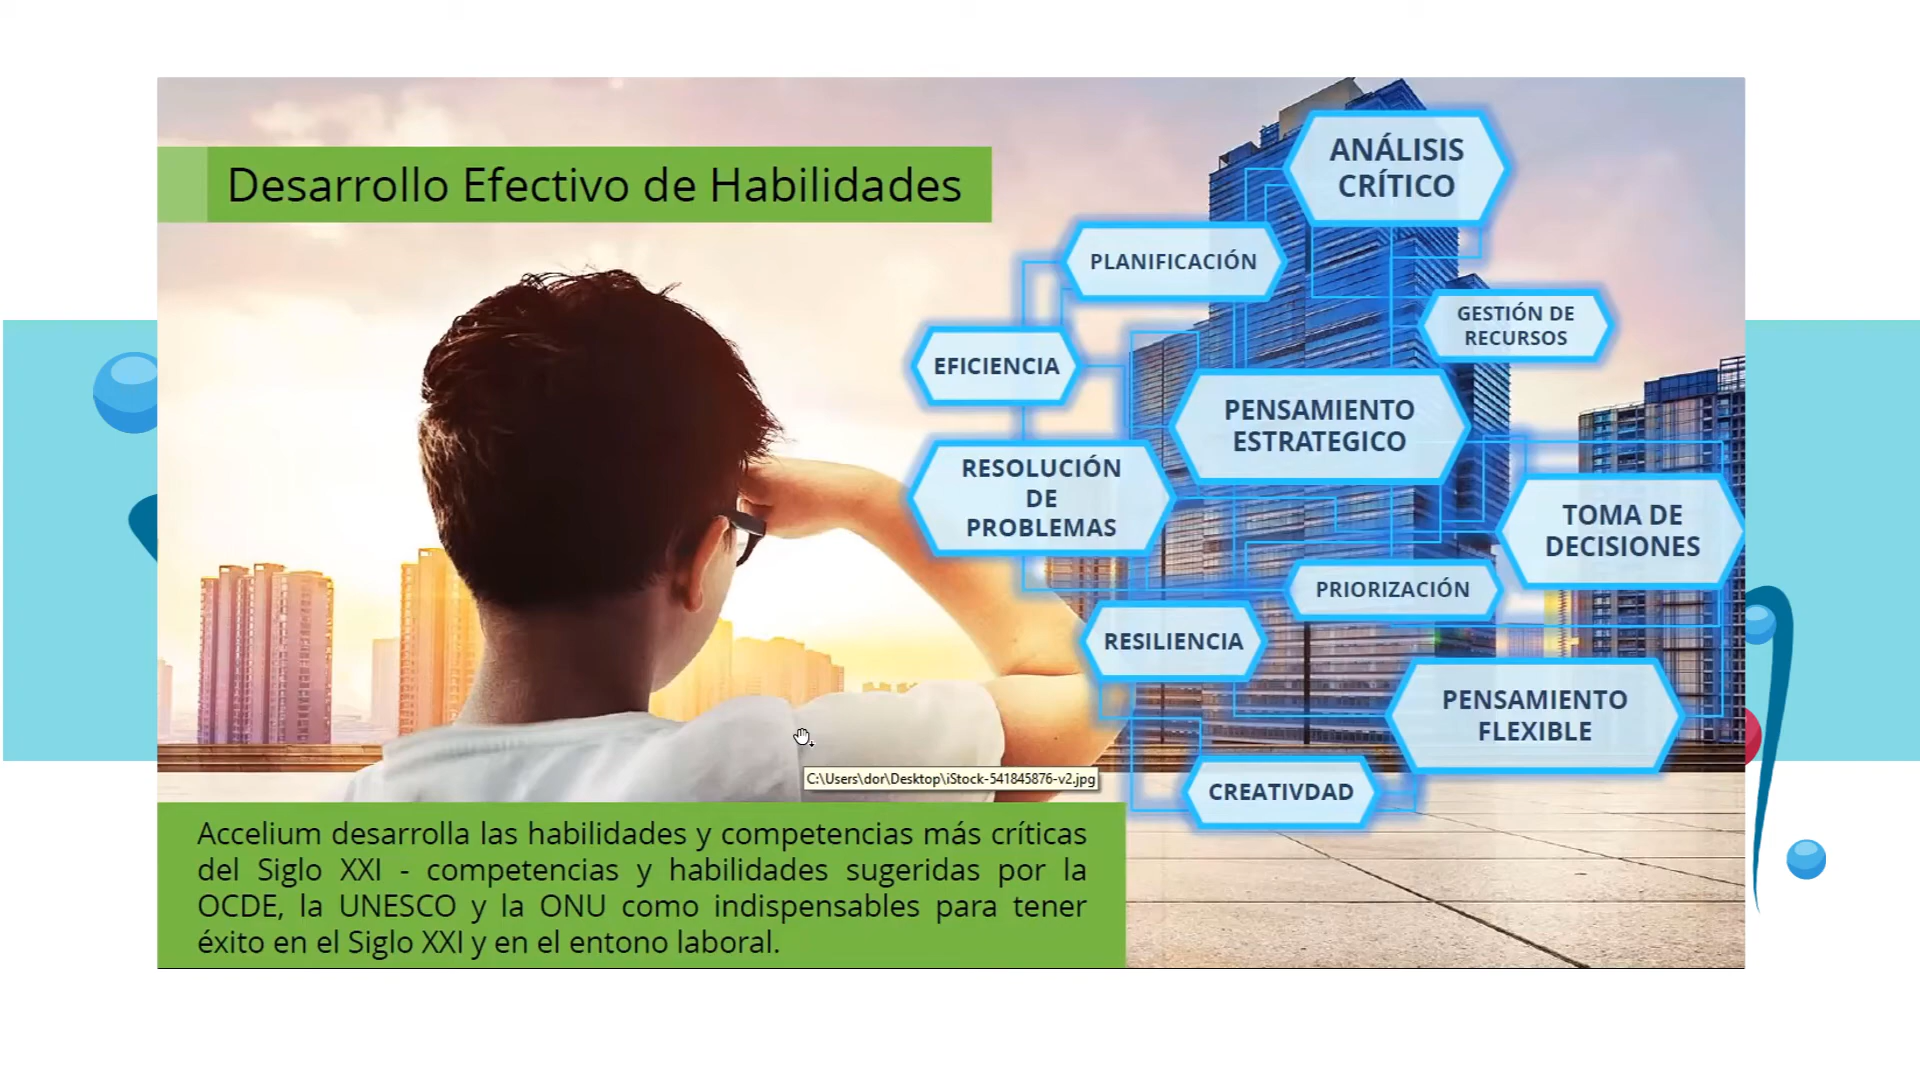 Desarrollo Efectivo de Habilidades
ANÁLISIS
CRÍTICO
PLANIFICACIÓN
GESTIÓN DE
RECURSOS
EFICIENCIA
PENSAMIENTO
ESTRATEGICO
RESOLUCIÓN
DE
PROBLEMAS
TOMA DE
DECISIONES
PRIORIZACIÓN
RESILIENCIA
PENSAMIENTO
FLEXIBLE
CREATIVDAD
C:\Users\dor\Desktop\iStock-541845876-v2.jpg
Accelium desarrolla las habilidades y competencias más críticas
del Siglo XXI - competencias y habilidades sugeridas por la
OCDE, la UNESCO y la ONU como indispensables para tener
éxito en el Siglo XXI y en el entono laboral.